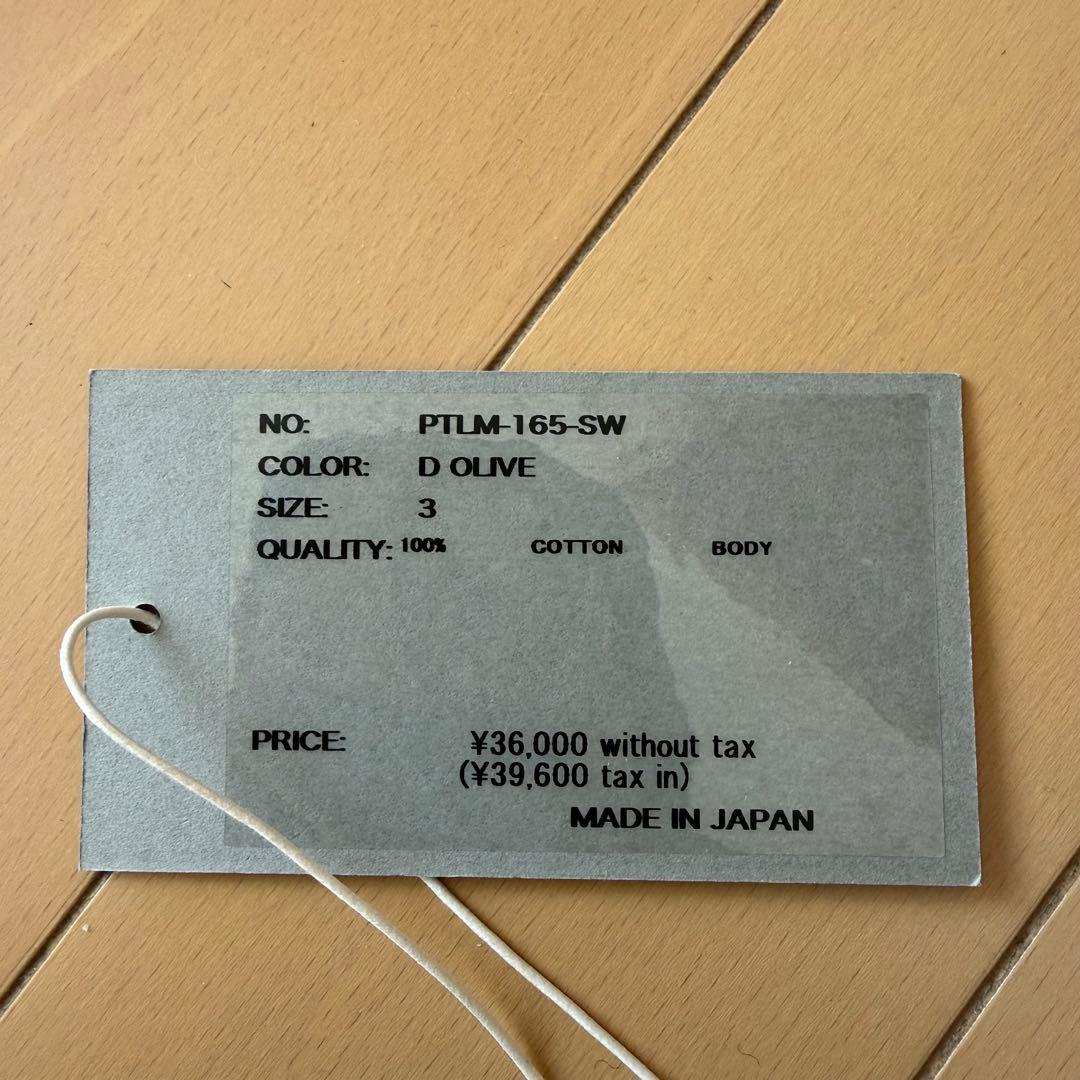 NO: PTLM-165-SW
COLOR: D OLIVE
SIZE: 3
QUALITY: 100% COTTON BODY
PRICE: ¥36,000 without tax
(¥39,600 tax in)
MADE IN JAPAN